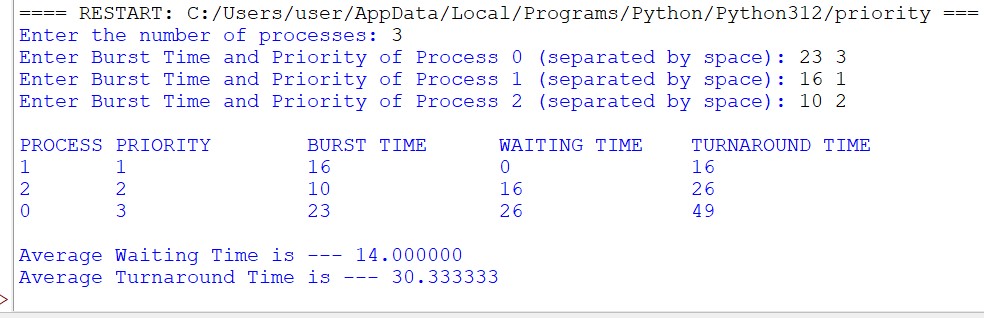 ==== RESTART: C:/Users/user/AppData/Local/Programs/Python/Python312/priority ===
Enter the number of processes: 3
Enter Burst Time and Priority of Process 0 (separated by space): 23 3
Enter Burst Time and Priority of Process 1 (separated by space): 16 1
Enter Burst Time and Priority of Process 2 (separated by space): 10 2
PROCESS PRIORITY        BURST TIME      WAITING TIME    TURNAROUND TIME
1       1               16              0               16
2       2               10              16              26
0       3               23              26              49
Average Waiting Time is --- 14.000000
Average Turnaround Time is --- 30.333333
>